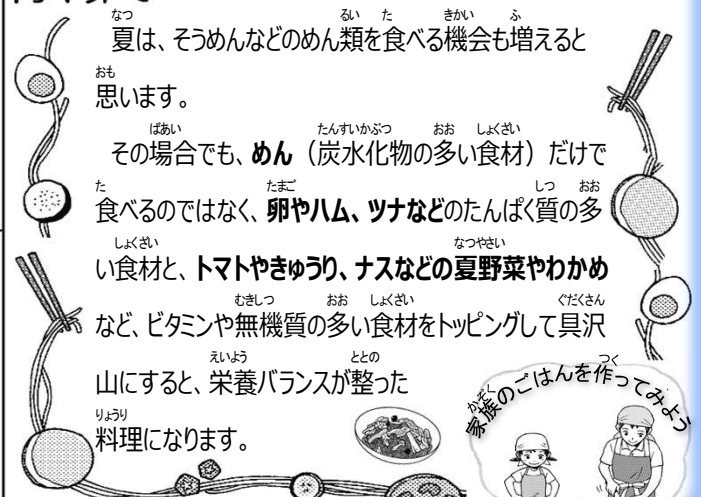 夏は、そうめんなどのめん類を食べる機会も増えると
思います。
その場合でも、めん（炭水化物の多い食材）だけで
食べるのではなく、卵やハム、ツナなどのたんぱく質の多
い食材と、トマトやきゅうり、ナスなどの夏野菜やわかめ
など、ビタミンや無機質の多い食材をトッピングして具沢
山にすると、栄養バランスが整った
料理になります。
家族のごはんを作ってみよう